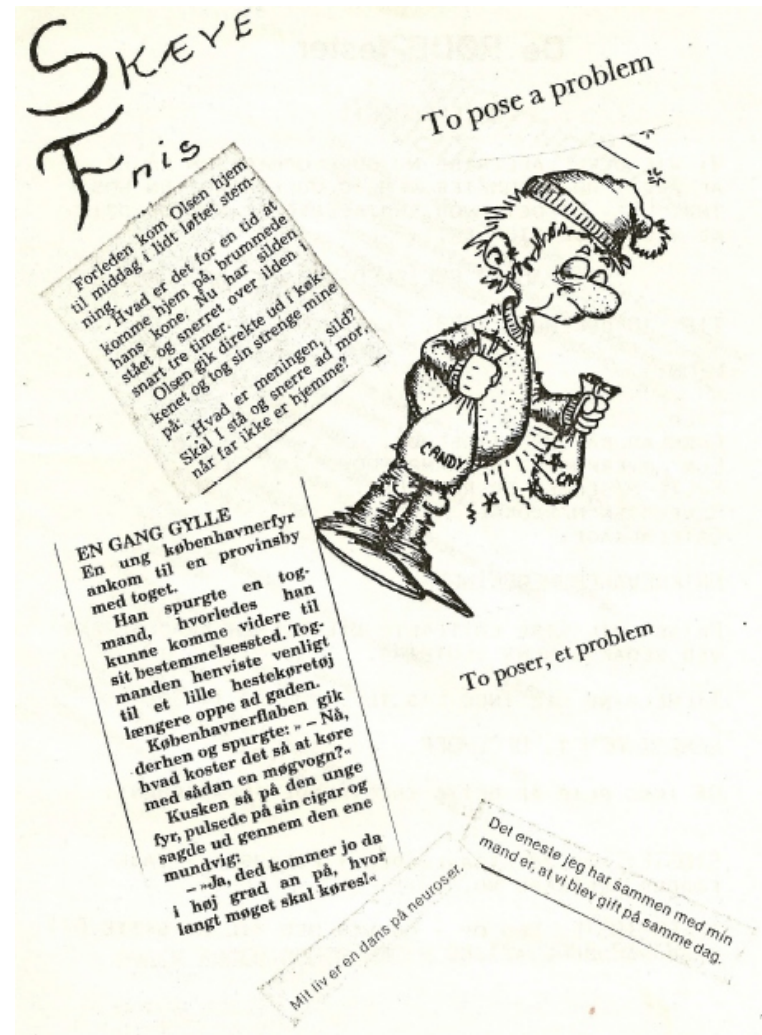 SKÆVE
Fnis
To pose a problem
Forleden kom Olsen hjem
til middag i lidt løftet stem-
ning.
- Hvad er det for en tid at
komme hjem på, brummede
hans kone. Nu har silden
stået og snerret over ilden i
snart tre timer.
Olsen gik direkte ud i køk-
kenet og tog sin strenge mine
på:
- Hvad er meningen, sild?
Skal I stå og snerre ad mor,
når far ikke er hjemme?
CANDY
CAN
EN GANG GYLLE
En ung københavnerfyr
ankom til en provinsby
med toget.
Han spurgte en tog-
mand, hvorledes han
kunne komme videre til
sit bestemmelsessted. Tog-
manden henviste venligt
til et lille hestekøretøj
længere oppe ad gaden.
Københavnerflaben gik
derhen og spurgte: » – Nå,
hvad koster det så at køre
med sådan en møgvogn?«
Kusken så på den unge
fyr, pulsede på sin cigar og
sagde ud gennem den ene
mundvig:
– »Ja, ded kommer jo da
i høj grad an på, hvor
langt møget skal køres!«
To poser, et problem
Det eneste jeg har sammen med min
mand er, at vi blev gift på samme dag.
Mit liv er en dans på neuroser.